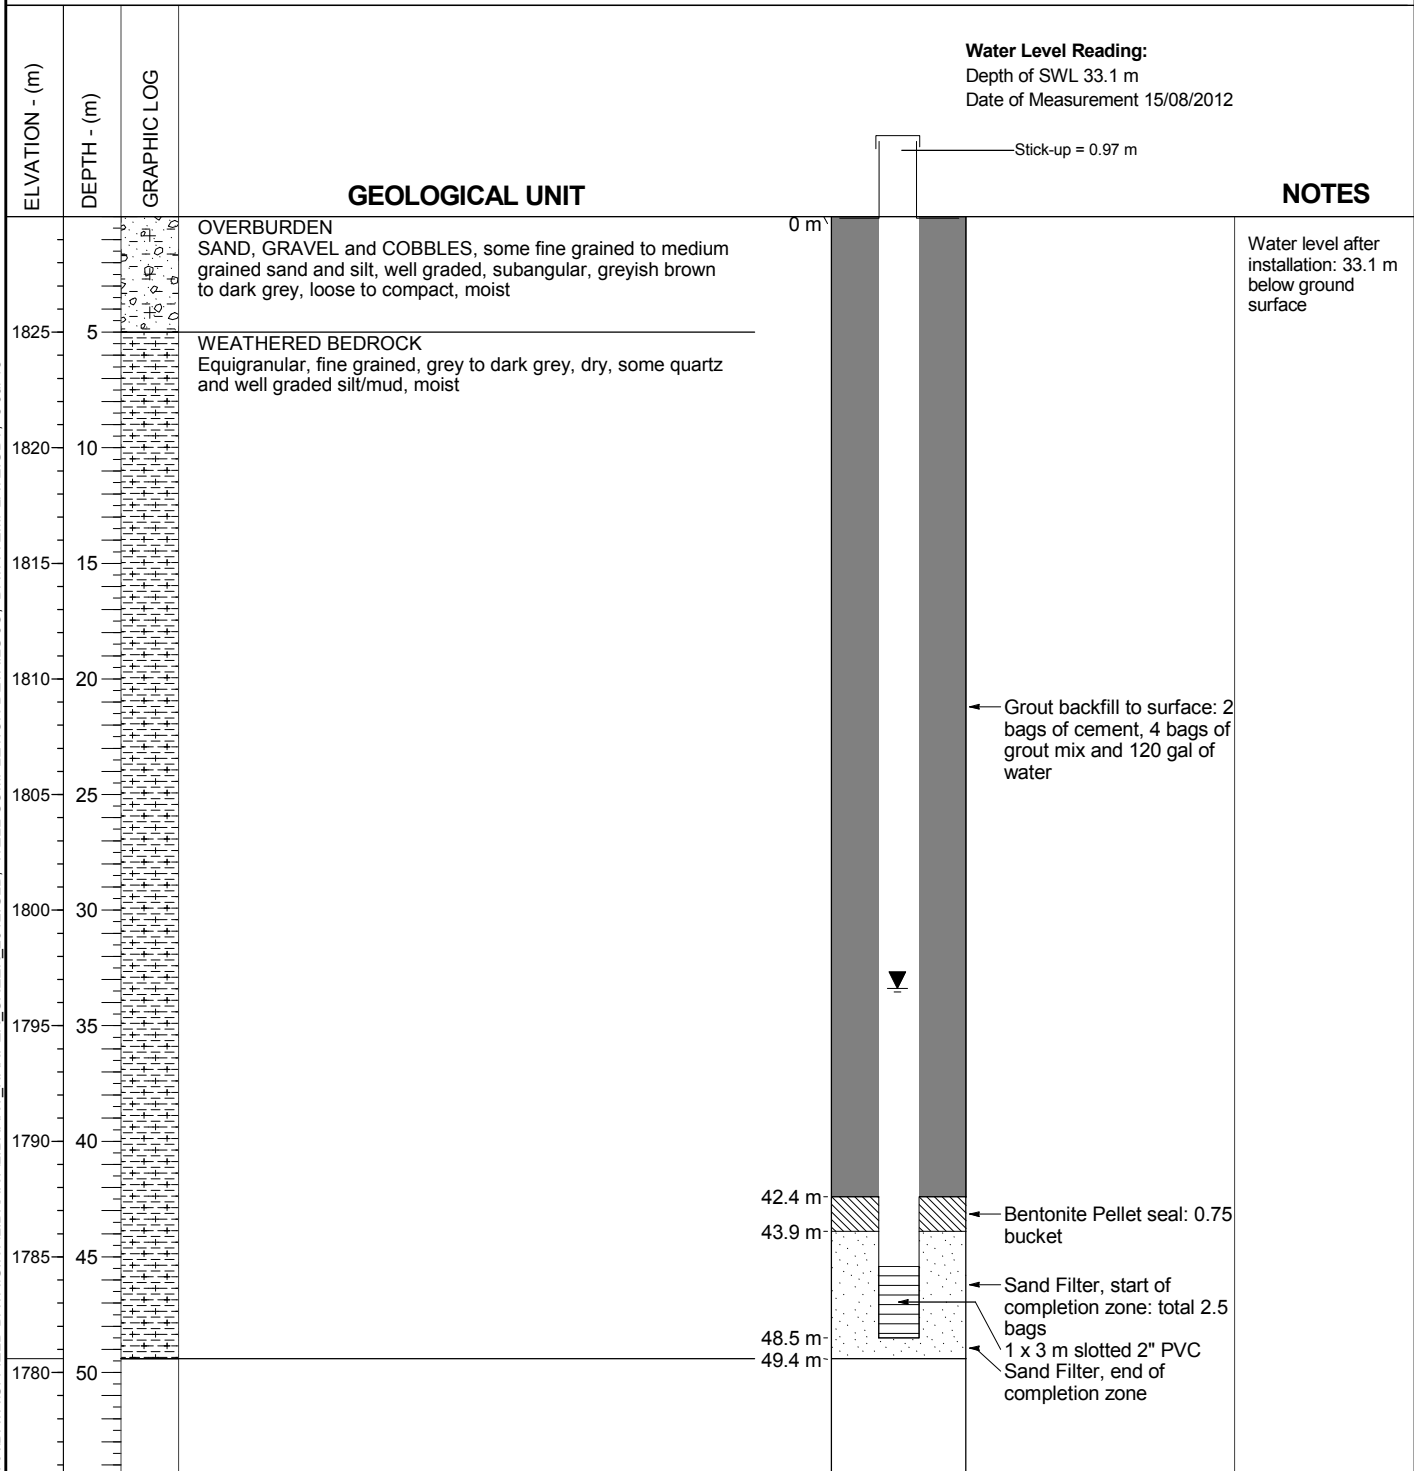 Water Level Reading:
Depth of SWL 33.1 m
Date of Measurement 15/08/2012
Stick-up = 0.97 m
ELVATION - (m)
DEPTH - (m)
GRAPHIC LOG
GEOLOGICAL UNIT
NOTES
0 m
OVERBURDEN
SAND, GRAVEL and COBBLES, some fine grained to medium
grained sand and silt, well graded, subangular, greyish brown
to dark grey, loose to compact, moist
Water level after
installation: 33.1 m
below ground
surface
1825 5
WEATHERED BEDROCK
Equigranular, fine grained, grey to dark grey, dry, some quartz
and well graded silt/mud, moist
1820 10
1815 15
1810 20
Grout backfill to surface: 2
bags of cement, 4 bags of
grout mix and 120 gal of
water
1805 25
1800 30
1795 35
1790 40
42.4 m
Bentonite Pellet seal: 0.75
bucket
43.9 m
1785 45
Sand Filter, start of
completion zone: total 2.5
bags
48.5 m
1 x 3 m slotted 2" PVC
49.4 m
Sand Filter, end of
completion zone
1780 50